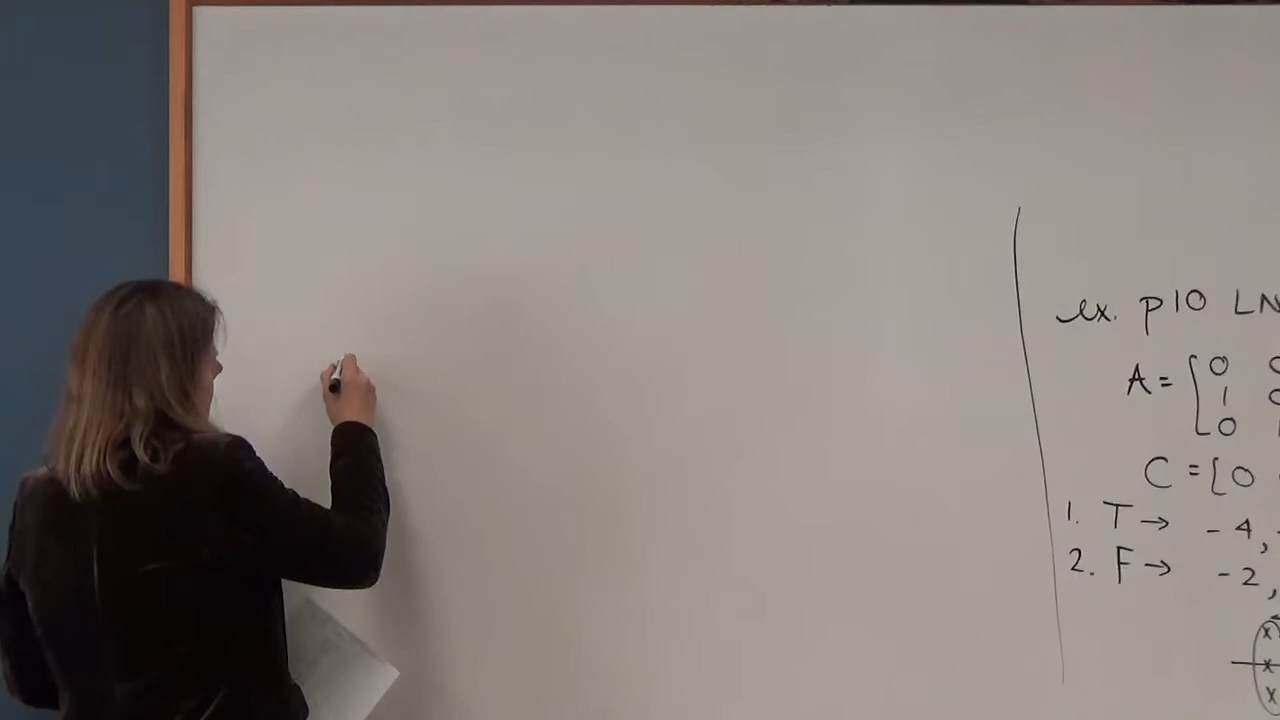 ex. p10 LN
A = [0
1
0
C = [0
1. T → -4,
2. F → -2,
x
x
x